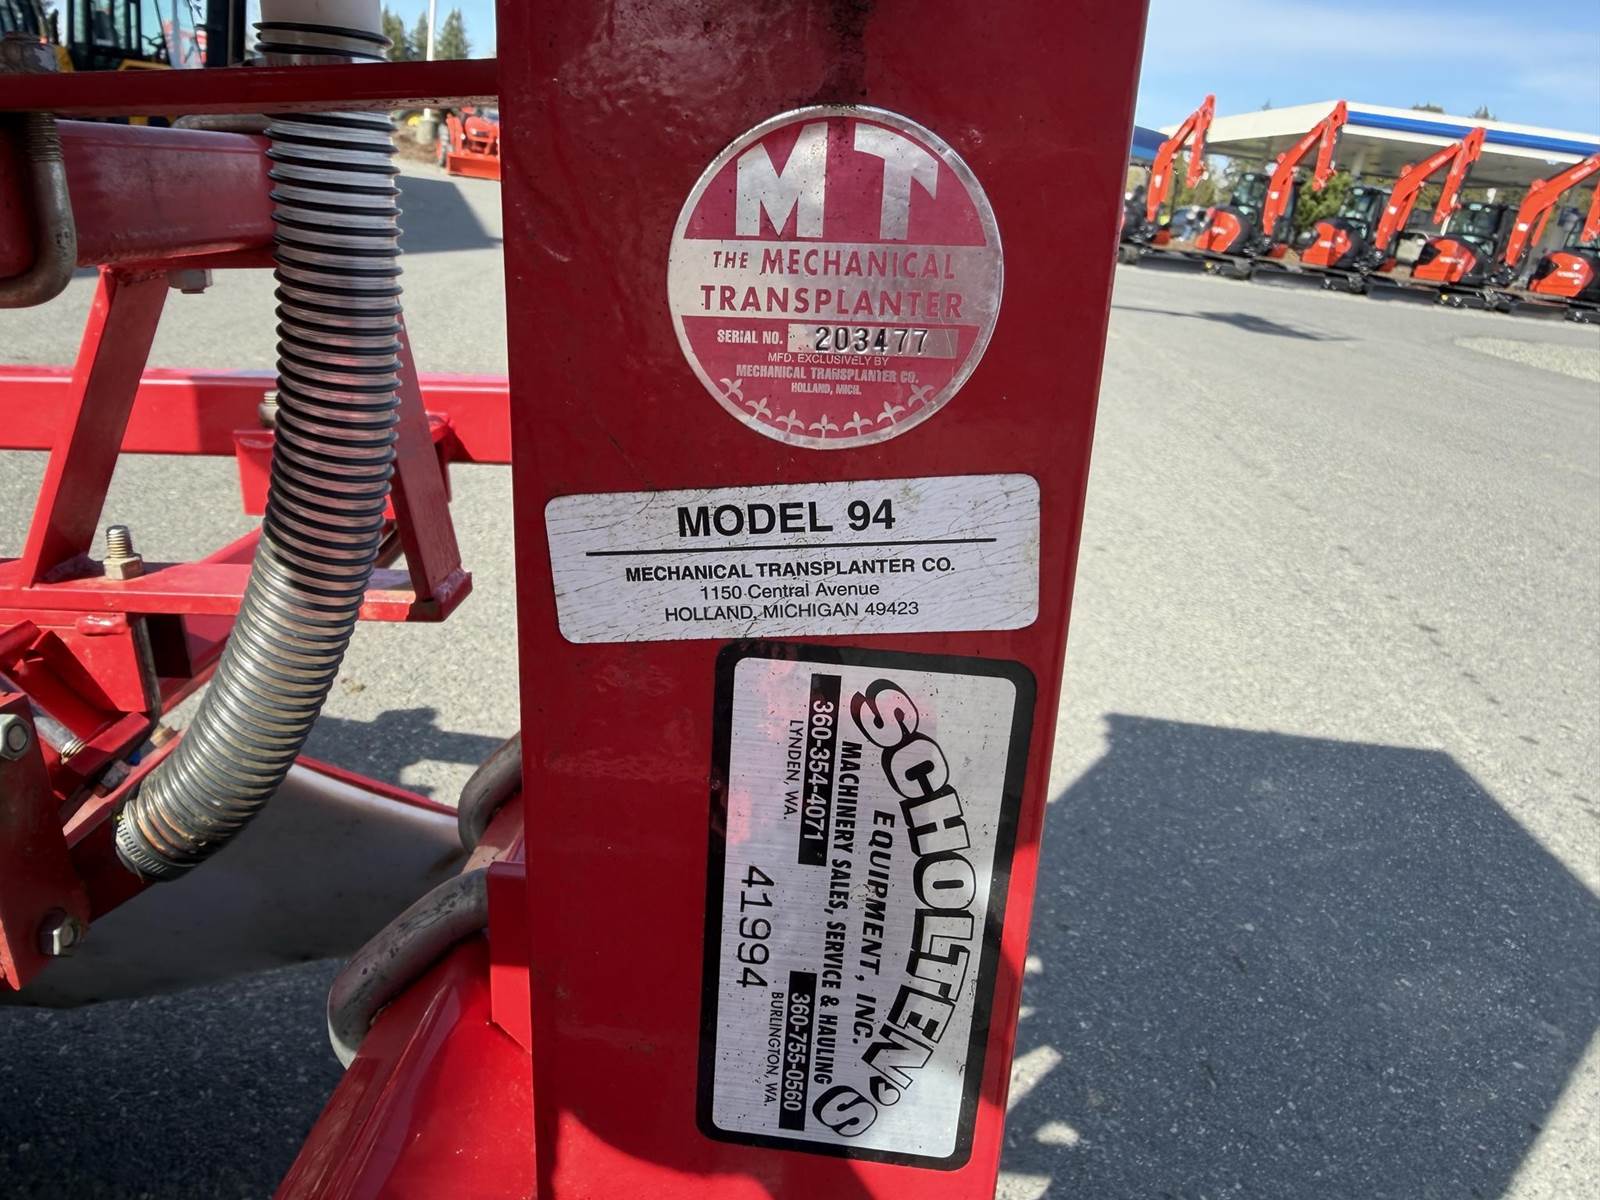 MT
THE MECHANICAL
TRANSPLANTER
SERIAL NO. 203477
MFD. EXCLUSIVELY BY
MECHANICAL TRANSPLANTER CO.
HOLLAND, MICH.
MODEL 94
MECHANICAL TRANSPLANTER CO.
1150 Central Avenue
HOLLAND, MICHIGAN 49423
SCHOLTEN'S
EQUIPMENT, INC.
MACHINERY SALES, SERVICE & HAULING
360-354-4071 360-755-0560
LYNDEN, WA. BURLINGTON, WA.
41994